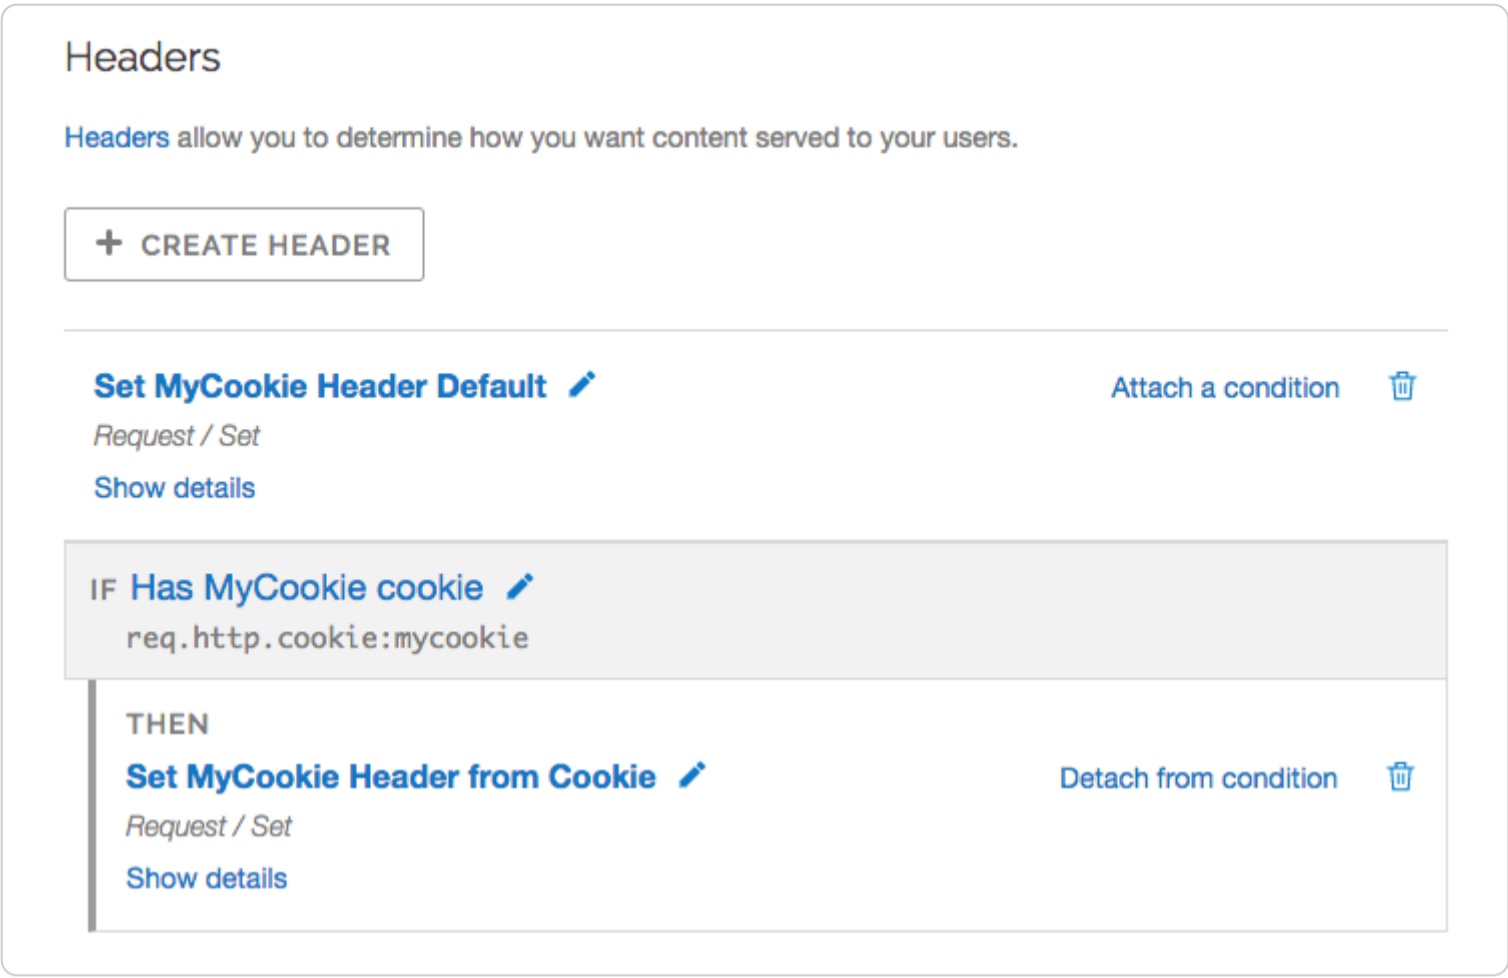 Headers
Headers allow you to determine how you want content served to your users.
+ CREATE HEADER
Set MyCookie Header Default
Attach a condition
Request / Set
Show details
IF Has MyCookie cookie
req.http.cookie:mycookie
THEN
Set MyCookie Header from Cookie
Detach from condition
Request / Set
Show details